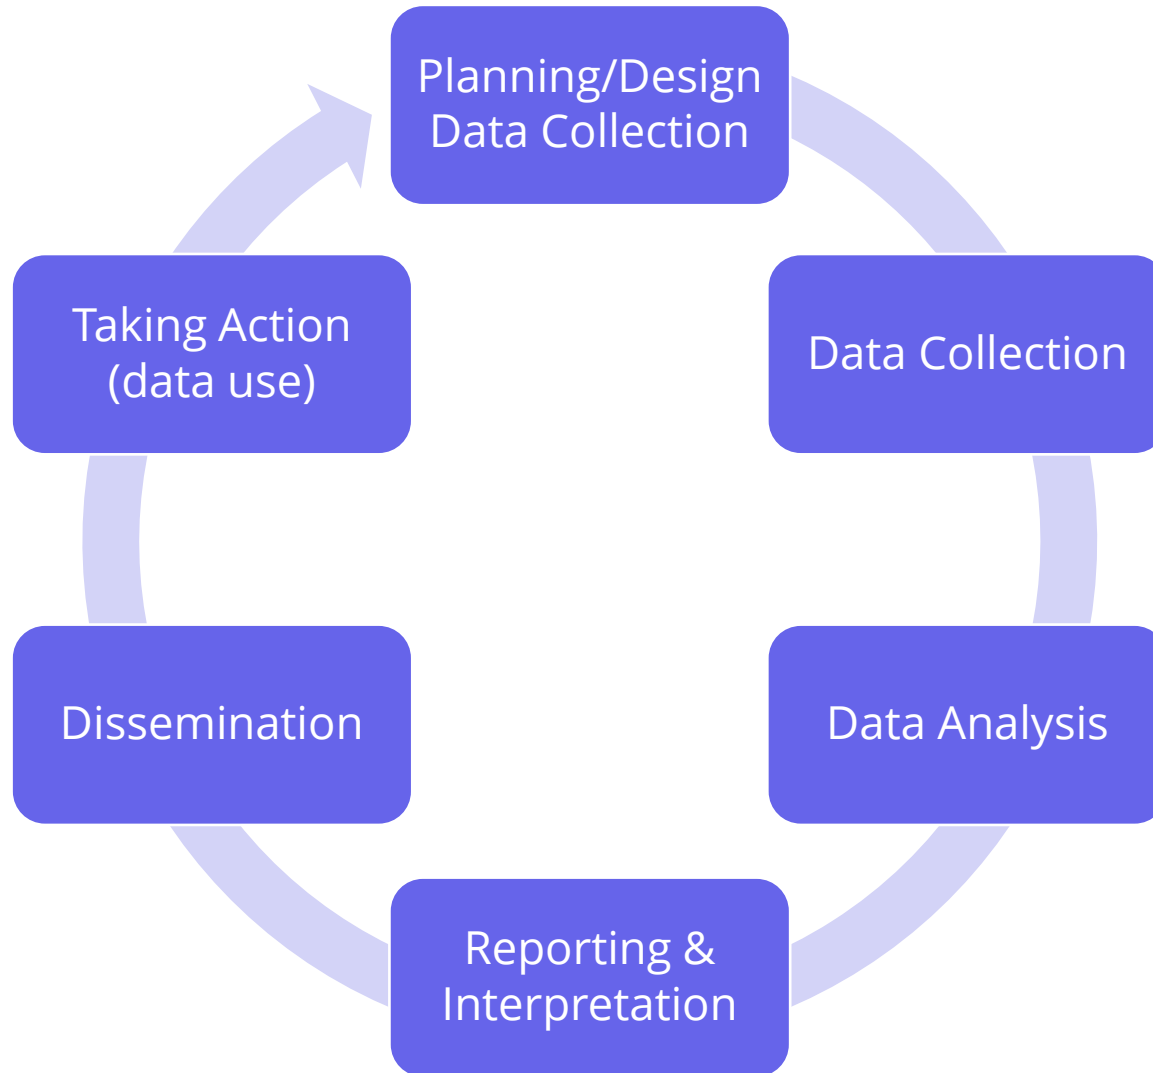 Planning/Design
Data Collection
Data Collection
Data Analysis
Reporting &
Interpretation
Dissemination
Taking Action
(data use)